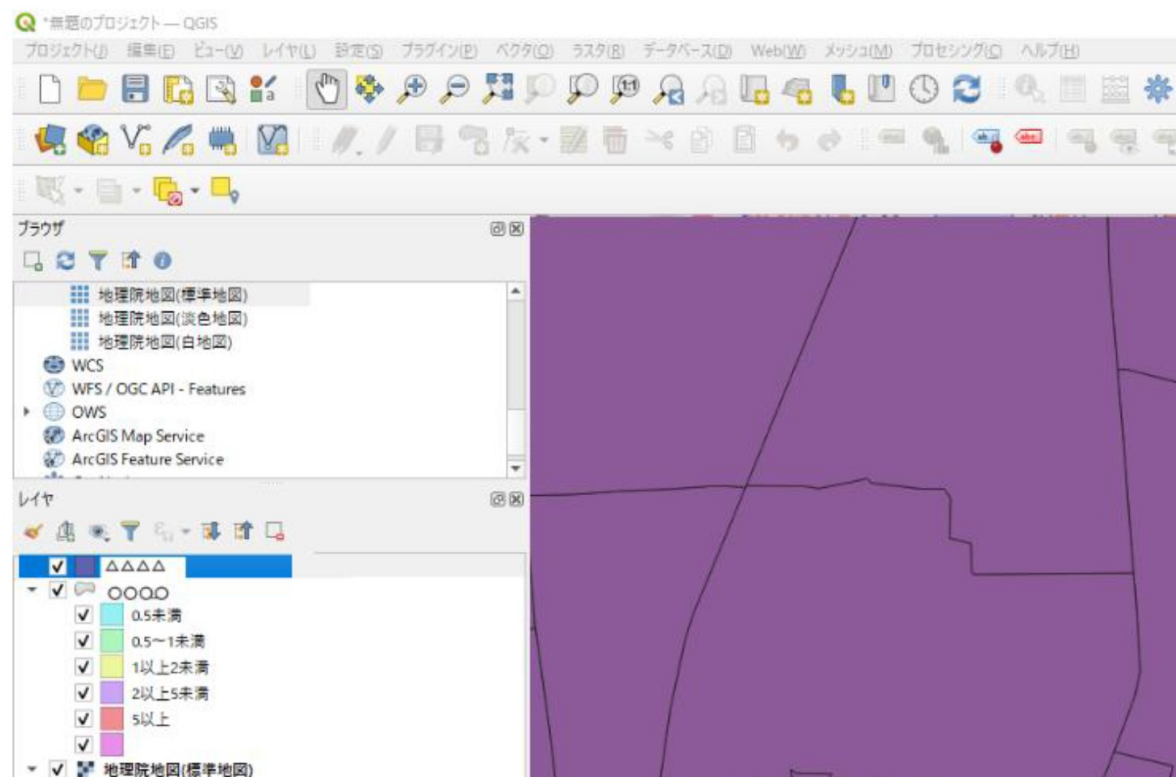 *無題のプロジェクト — QGIS
プロジェクト(J) 編集(E) ビュー(V) レイヤ(L) 設定(S) プラグイン(P) ベクタ(O) ラスタ(R) データベース(D) Web(W) メッシュ(M) プロセシング(C) ヘルプ(H)
ブラウザ
地理院地図(標準地図)
地理院地図(淡色地図)
地理院地図(白地図)
WCS
WFS / OGC API - Features
OWS
ArcGIS Map Service
ArcGIS Feature Service
レイヤ
△△△△
○○○○
0.5未満
0.5〜1未満
1以上2未満
2以上5未満
5以上
地理院地図(標準地図)